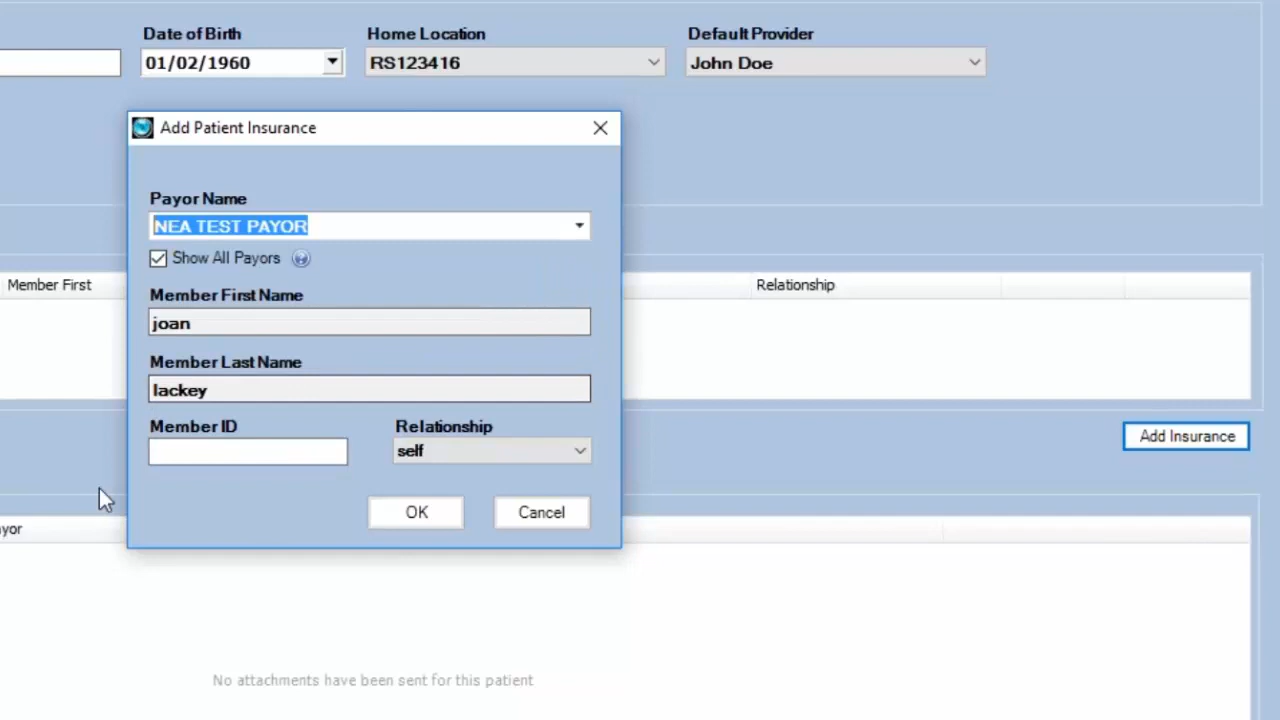 Date of Birth Home Location Default Provider
01/02/1960 RS123416 John Doe
Add Patient Insurance
Payor Name
NEA TEST PAYOR
Show All Payors
Member First Relationship
Member First Name
joan
Member Last Name
lackey
Member ID Relationship
self
Add Insurance
OK Cancel
No attachments have been sent for this patient